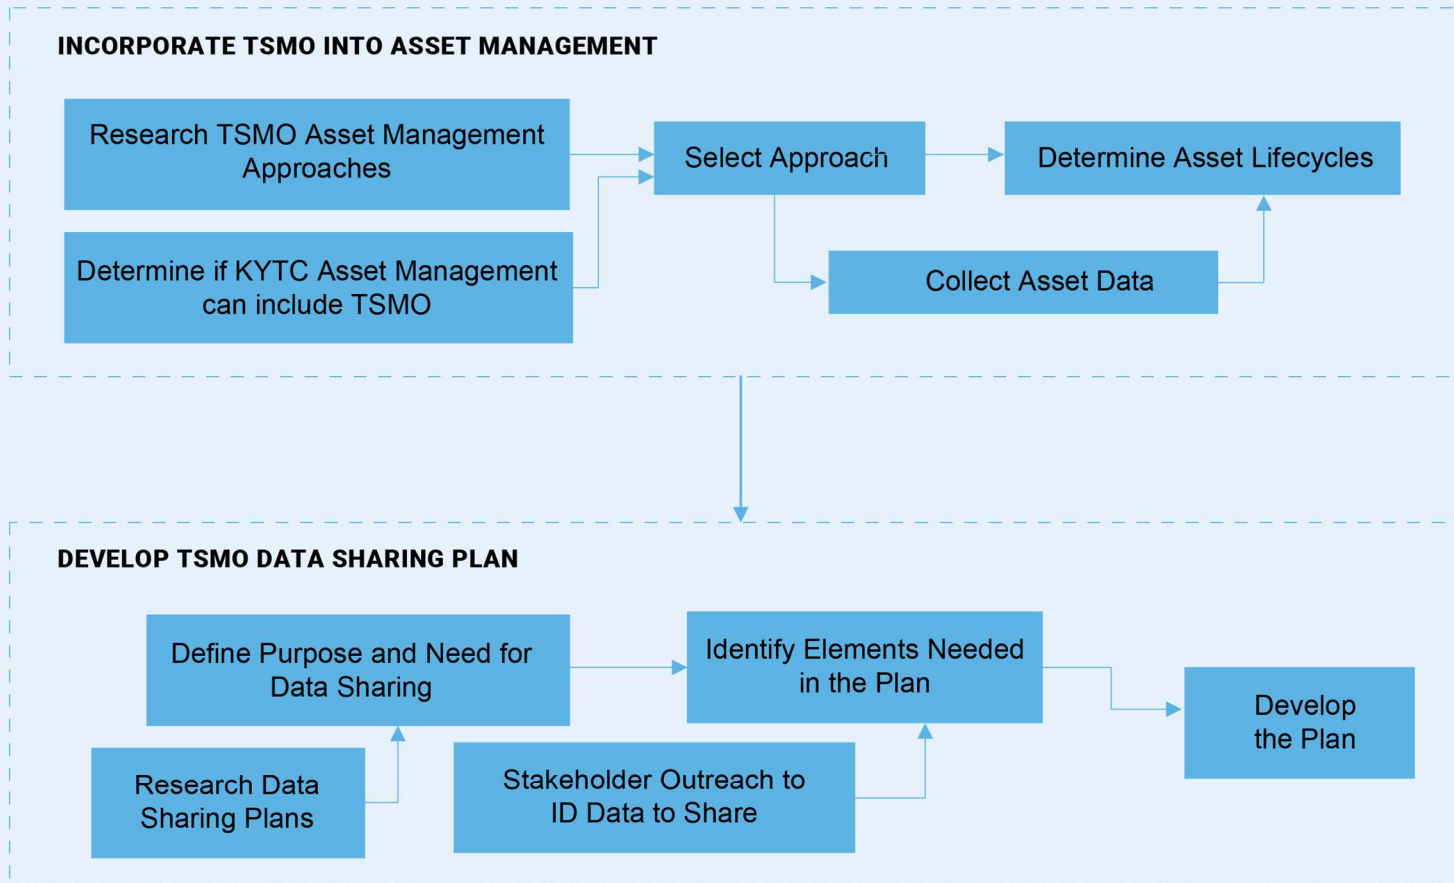 INCORPORATE TSMO INTO ASSET MANAGEMENT
Research TSMO Asset Management
Approaches
Select Approach
Determine Asset Lifecycles
Determine if KYTC Asset Management
can include TSMO
Collect Asset Data
DEVELOP TSMO DATA SHARING PLAN
Define Purpose and Need for
Data Sharing
Identify Elements Needed
in the Plan
Develop
the Plan
Research Data
Sharing Plans
Stakeholder Outreach to
ID Data to Share